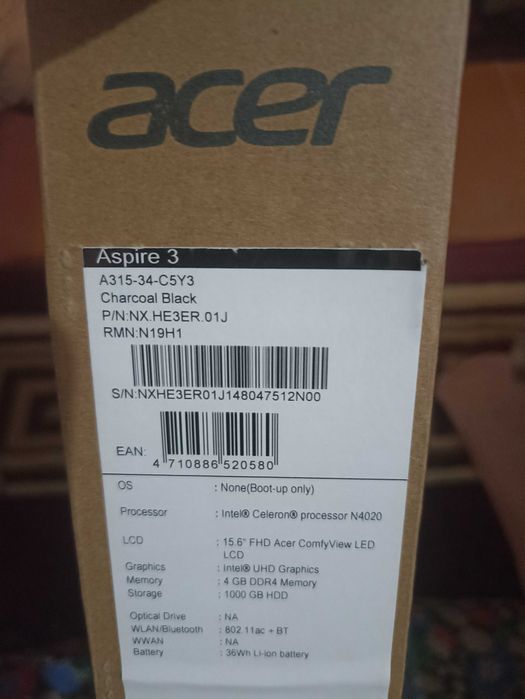 acer
Aspire 3
A315-34-C5Y3
Charcoal Black
P/N:NX.HE3ER.01J
RMN:N19H1
S/N:NXHE3ER01J148047512N00
EAN:
4 710886 520580
OS : None(Boot-up only)
Processor : Intel® Celeron® processor N4020
LCD : 15.6" FHD Acer ComfyView LED
LCD
Graphics : Intel® UHD Graphics
Memory : 4 GB DDR4 Memory
Storage : 1000 GB HDD
Optical Drive : NA
WLAN/Bluetooth : 802.11ac + BT
WWAN : NA
Battery : 36Wh Li-ion battery